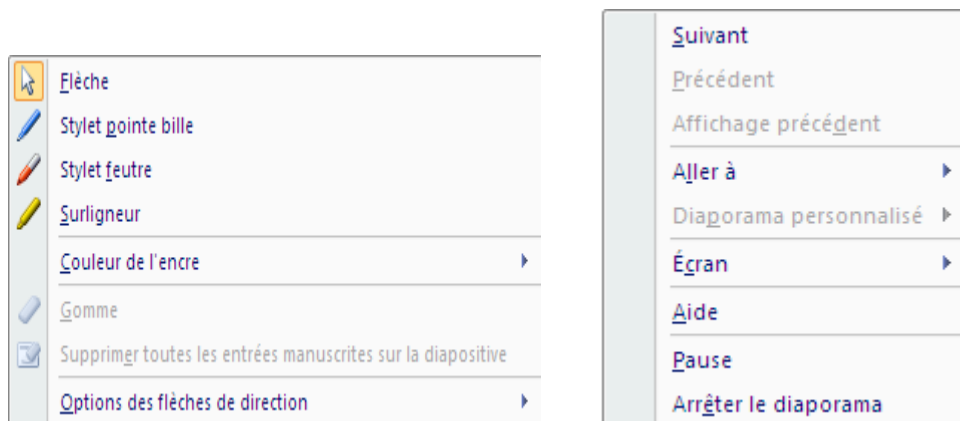 Flèche
Stylet pointe bille
Stylet feutre
Surligneur
Couleur de l'encre
Gomme
Supprimer toutes les entrées manuscrites sur la diapositive
Options des flèches de direction
Suivant
Précédent
Affichage précédent
Aller à
Diaporama personnalisé
Écran
Aide
Pause
Arrêter le diaporama